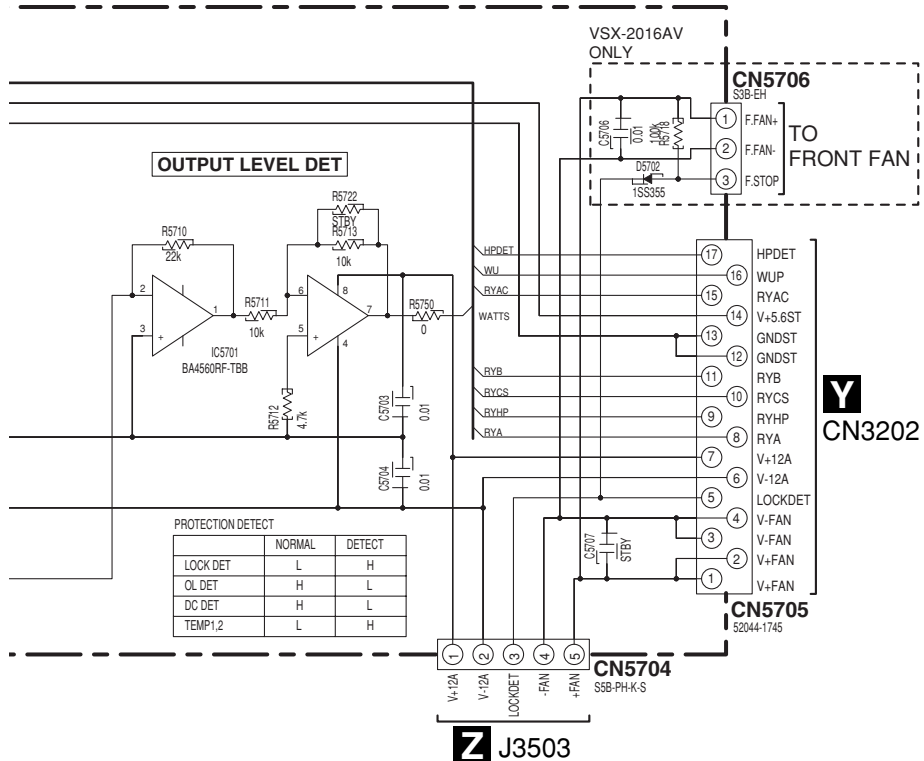 VSX-2016AV
ONLY
CN5706
S3B-EH
C5706
0.01
100k
R5718
D5702
1SS355
1 F.FAN+
2 F.FAN-
3 F.STOP
TO
FRONT FAN
OUTPUT LEVEL DET
R5722
STBY
R5713
10k
R5710
22k
2
3
+
1
R5711
10k
IC5701
BA4560RF-TBB
6
5
+
8
7
4
R5750
0
R5712
4.7k
C5703
0.01
C5704
0.01
HPDET
WU
RYAC
WATTS
RYB
RYCS
RYHP
RYA
17 HPDET
16 WUP
15 RYAC
14 V+5.6ST
13 GNDST
12 GNDST
11 RYB
10 RYCS
9 RYHP
8 RYA
7 V+12A
6 V-12A
5 LOCKDET
4 V-FAN
3 V-FAN
2 V+FAN
1 V+FAN
Y
CN3202
C5707
STBY
CN5705
52044-1745
PROTECTION DETECT
NORMAL DETECT
LOCK DET L H
OL DET H L
DC DET H L
TEMP1,2 L H
1 2 3 4 5
CN5704
S5B-PH-K-S
V+12A
V-12A
LOCKDET
-FAN
+FAN
Z J3503